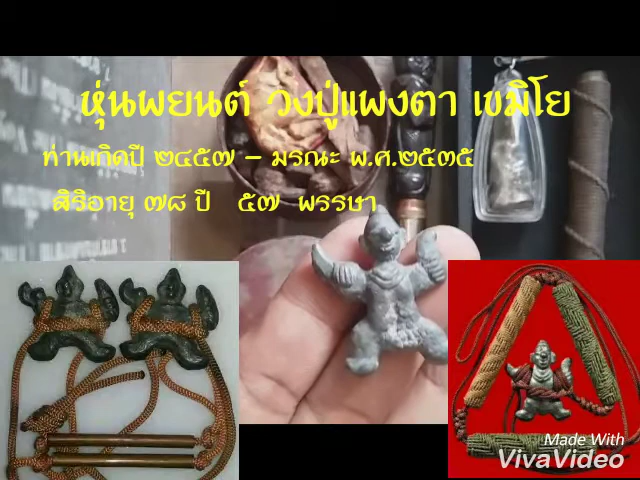 หุ่นพยนต์ วงปู่แผงตา เขมิโย
ท่านเกิดปี ๒๔๕๗ – มรณะ พ.ศ.๒๕๓๕
สิริอายุ ๗๘ ปี ๕๗ พรรษา
Made With
VivaVideo